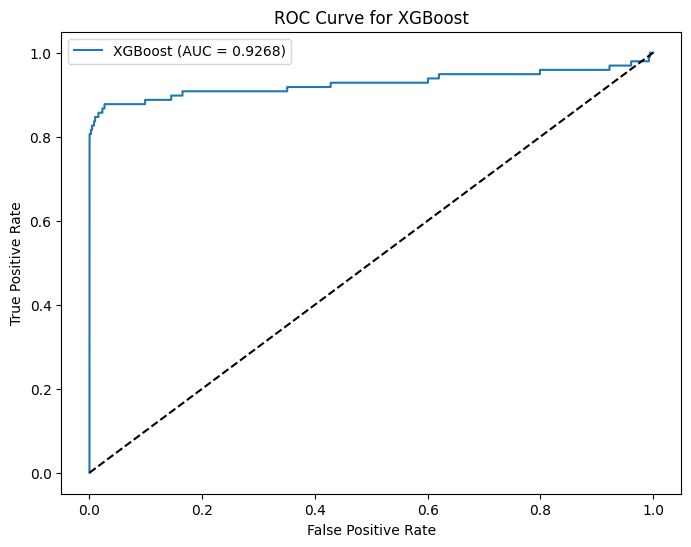 ROC Curve for XGBoost
XGBoost (AUC = 0.9268)
1.0
0.8
0.6
0.4
0.2
0.0
True Positive Rate
0.0 0.2 0.4 0.6 0.8 1.0
False Positive Rate